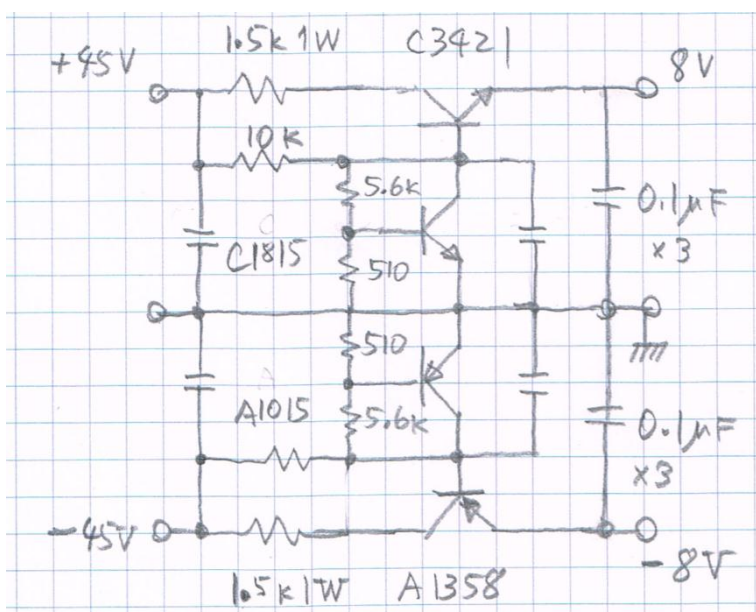 1.5k 1W C3421
+45V 8V
10k
5.6k
0.1μF
×3
C1815
510
510
A1015
5.6k
0.1μF
×3
-45V
-8V
1.5k 1W A1358